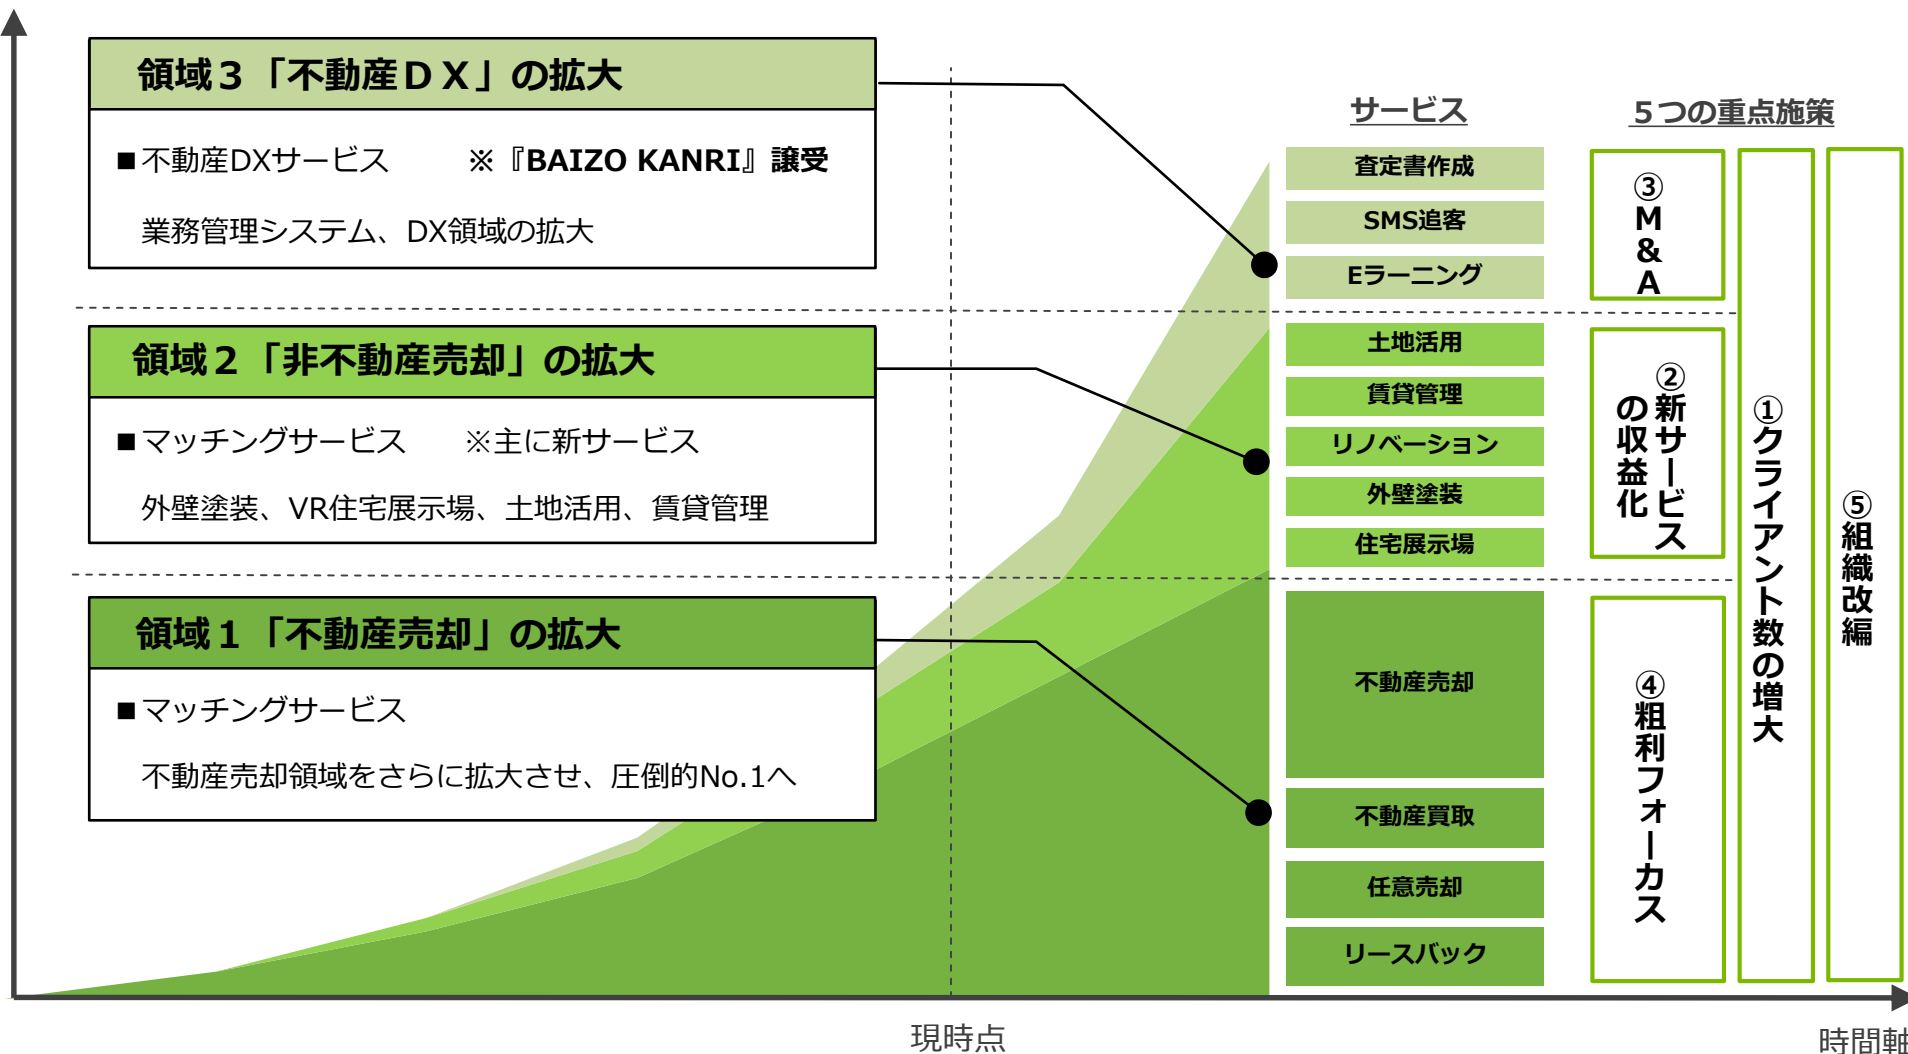 領域３「不動産ＤＸ」の拡大
■不動産DXサービス ※『BAIZO KANRI』譲受
業務管理システム、DX領域の拡大
領域２「非不動産売却」の拡大
■マッチングサービス ※主に新サービス
外壁塗装、VR住宅展示場、土地活用、賃貸管理
領域１「不動産売却」の拡大
■マッチングサービス
不動産売却領域をさらに拡大させ、圧倒的No.1へ
サービス
査定書作成
SMS追客
Eラーニング
土地活用
賃貸管理
リノベーション
外壁塗装
住宅展示場
不動産売却
不動産買取
任意売却
リースバック
５つの重点施策
③M&A
②新サービス
の収益化
④粗利フォーカス
①クライアント数の増大
⑤組織改編
現時点
時間軸